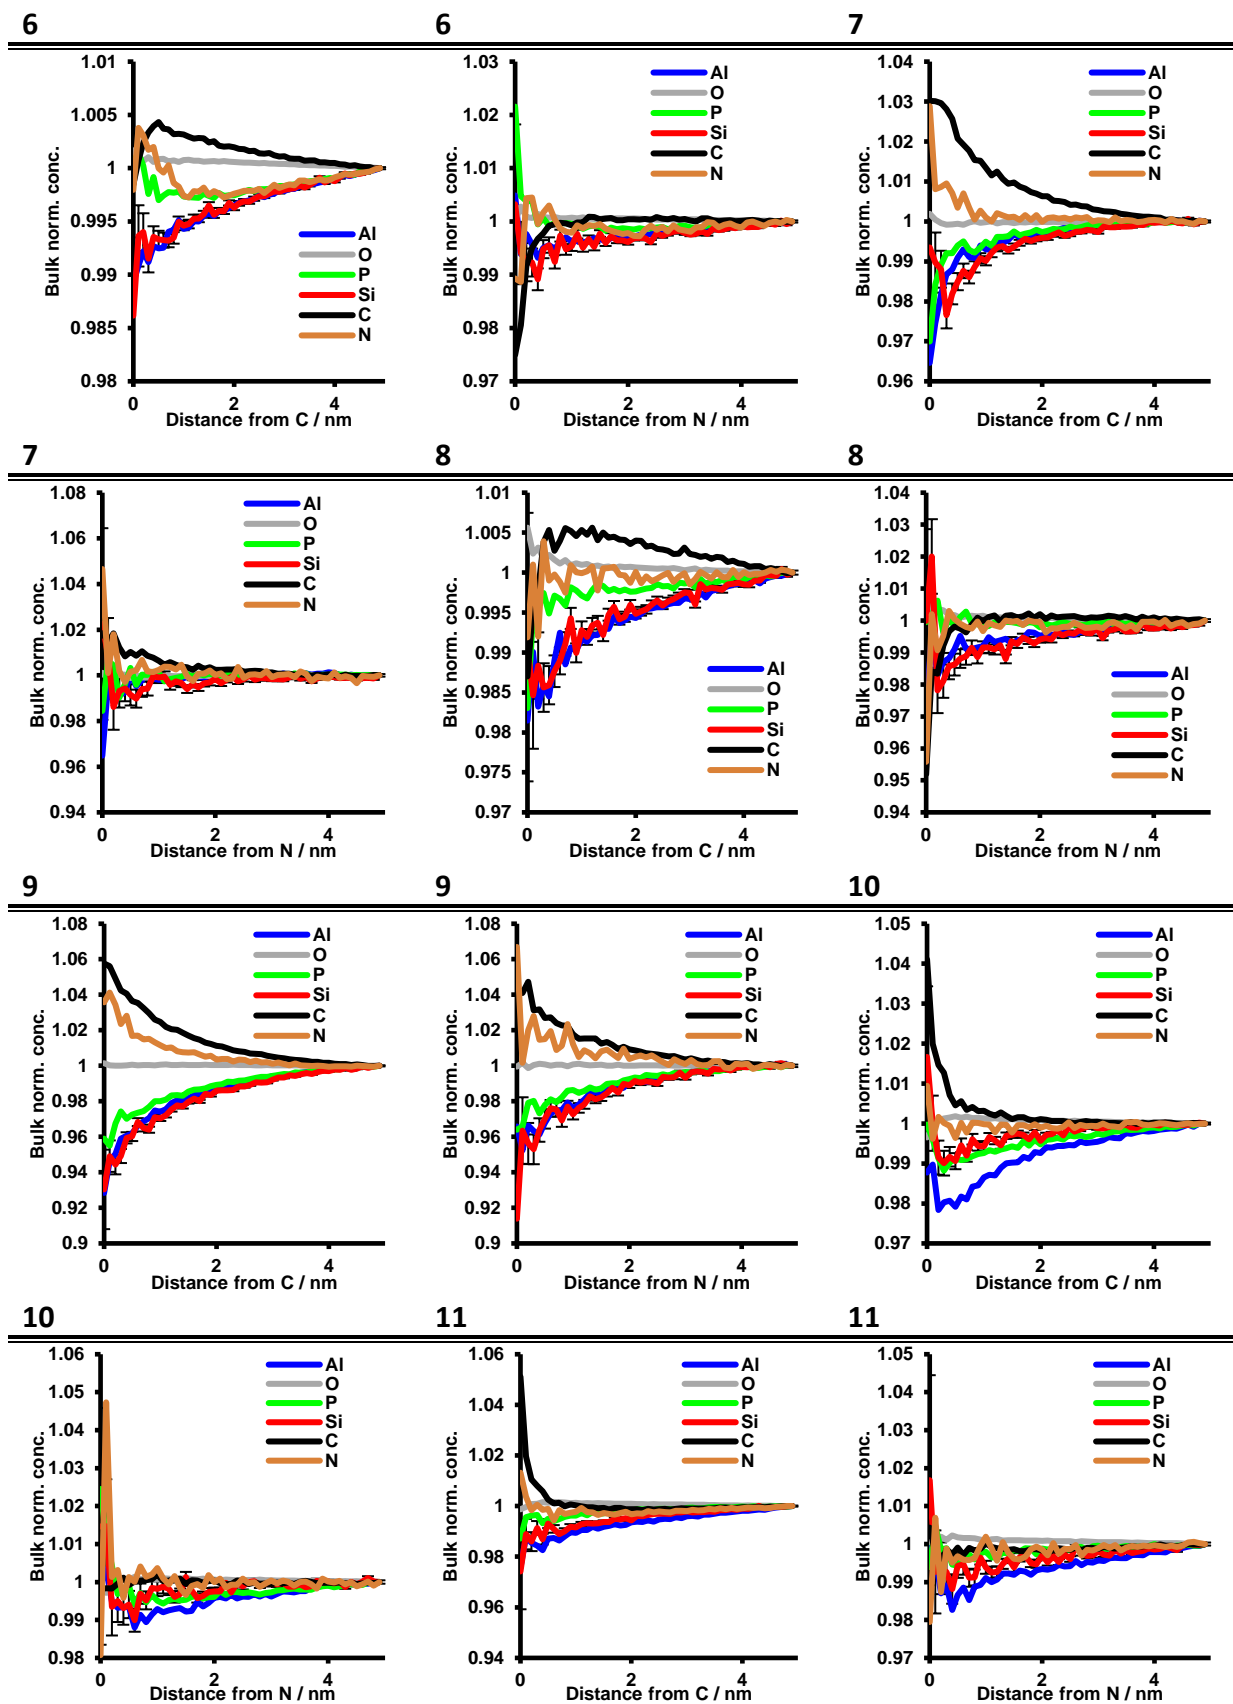 6 6 7
1.01
1.005
1
0.995
0.99
0.985
0.98
Bulk norm. conc.
Al
O
P
Si
C
N
0 2 4
Distance from C / nm
1.03
1.02
1.01
1
0.99
0.98
0.97
Bulk norm. conc.
Al
O
P
Si
C
N
0 2 4
Distance from N / nm
1.04
1.03
1.02
1.01
1
0.99
0.98
0.97
0.96
Bulk norm. conc.
Al
O
P
Si
C
N
0 2 4
Distance from C / nm
7 8 8
1.08
1.06
1.04
1.02
1
0.98
0.96
0.94
Bulk norm. conc.
Al
O
P
Si
C
N
0 2 4
Distance from N / nm
1.01
1.005
1
0.995
0.99
0.985
0.98
0.975
0.97
Bulk norm. conc.
Al
O
P
Si
C
N
0 2 4
Distance from C / nm
1.04
1.03
1.02
1.01
1
0.99
0.98
0.97
0.96
0.95
0.94
Bulk norm. conc.
Al
O
P
Si
C
N
0 2 4
Distance from N / nm
9 9 10
1.08
1.06
1.04
1.02
1
0.98
0.96
0.94
0.92
0.9
Bulk norm. conc.
Al
O
P
Si
C
N
0 2 4
Distance from C / nm
1.08
1.06
1.04
1.02
1
0.98
0.96
0.94
0.92
0.9
Bulk norm. conc.
Al
O
P
Si
C
N
0 2 4
Distance from N / nm
1.05
1.04
1.03
1.02
1.01
1
0.99
0.98
0.97
Bulk norm. conc.
Al
O
P
Si
C
N
0 2 4
Distance from C / nm
10 11 11
1.06
1.05
1.04
1.03
1.02
1.01
1
0.99
0.98
Bulk norm. conc.
Al
O
P
Si
C
N
0 2 4
Distance from N / nm
1.06
1.04
1.02
1
0.98
0.96
0.94
Bulk norm. conc.
Al
O
P
Si
C
N
0 2 4
Distance from C / nm
1.05
1.04
1.03
1.02
1.01
1
0.99
0.98
0.97
Bulk norm. conc.
Al
O
P
Si
C
N
0 2 4
Distance from N / nm